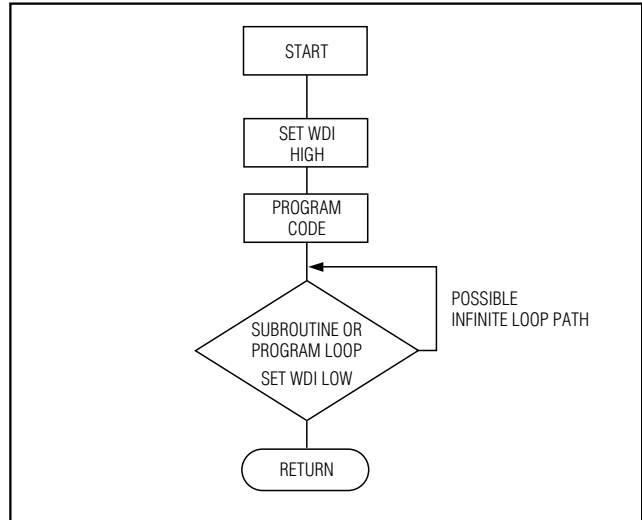 START
SET WDI
HIGH
PROGRAM
CODE
SUBROUTINE OR
PROGRAM LOOP
SET WDI LOW
POSSIBLE
INFINITE LOOP PATH
RETURN